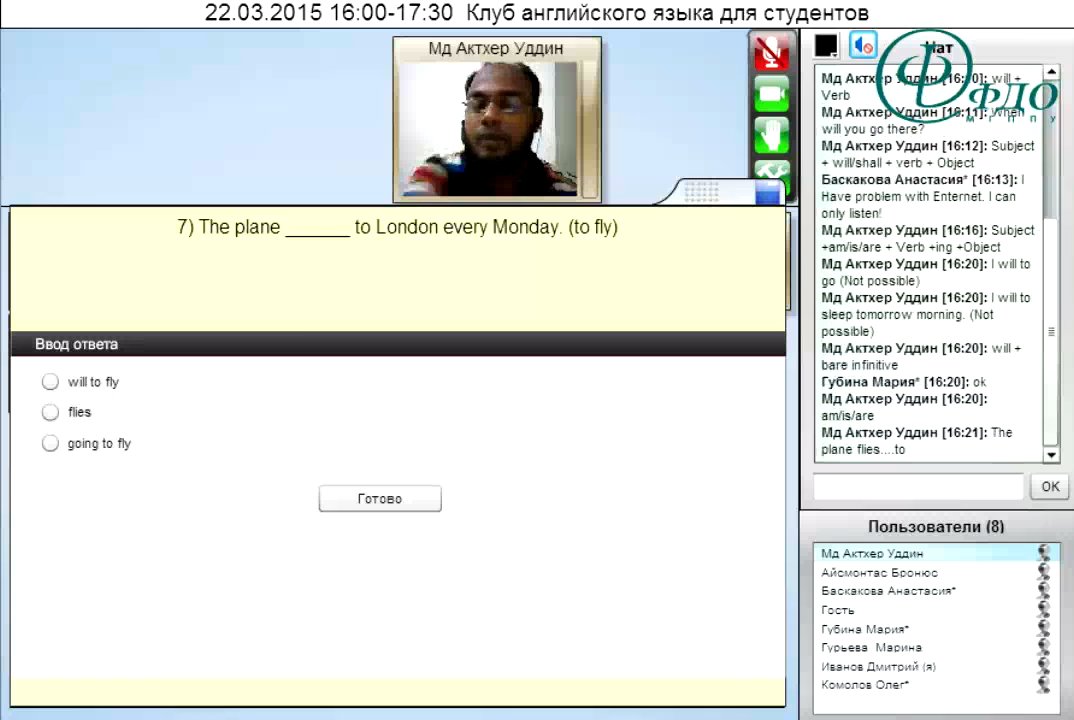 22.03.2015 16:00-17:30 Клуб английского языка для студентов
Мд Актхер Уддин
7) The plane ______ to London every Monday. (to fly)
Ввод ответа
will to fly
flies
going to fly
Готово
Чат
ФДО
МГППУ
Мд Актхер Уддин [16:10]: will +
Verb
Мд Актхер Уддин [16:11]: When
will you go there?
Мд Актхер Уддин [16:12]: Subject
+ will/shall + verb + Object
Баскакова Анастасия* [16:13]: I
Have problem with Enternet. I can
only listen!
Мд Актхер Уддин [16:16]: Subject
+am/is/are + Verb +ing +Object
Мд Актхер Уддин [16:20]: I will to
go (Not possible)
Мд Актхер Уддин [16:20]: I will to
sleep tomorrow morning. (Not
possible)
Мд Актхер Уддин [16:20]: will +
bare infinitive
Губина Мария* [16:20]: ok
Мд Актхер Уддин [16:20]:
am/is/are
Мд Актхер Уддин [16:21]: The
plane flies....to
OK
Пользователи (8)
Мд Актхер Уддин
Айсмонтас Бронюс
Баскакова Анастасия*
Гость
Губина Мария*
Гурьева Марина
Иванов Дмитрий (я)
Комолов Олег*